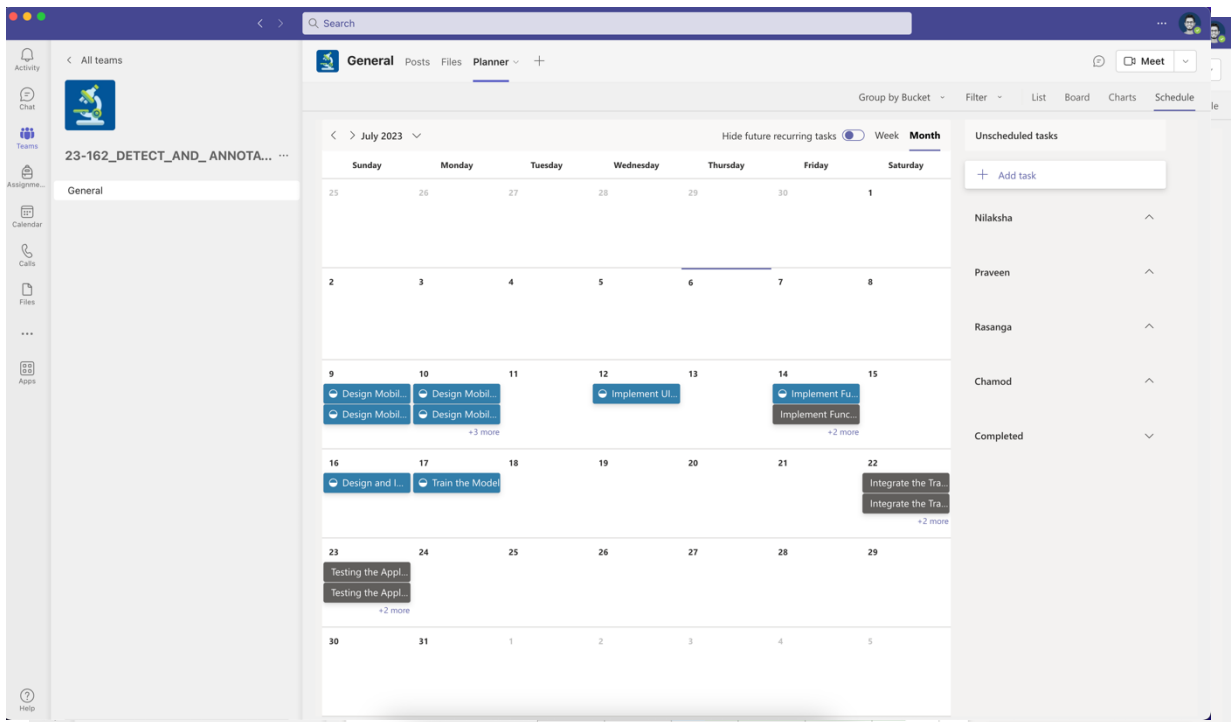 Search
Activity
Chat
Teams
Assignme...
Calendar
Calls
Files
...
Apps
Help
All teams
23-162_DETECT_AND_ ANNOTA... ...
General
General Posts Files Planner
Meet
Group by Bucket Filter List Board Charts Schedule
le
July 2023 Hide future recurring tasks Week Month
Sunday Monday Tuesday Wednesday Thursday Friday Saturday
25 26 27 28 29 30 1
2 3 4 5 6 7 8
9 10 11 12 13 14 15
Design Mobil... Design Mobil... Implement UI... Implement Fu...
Design Mobil... Design Mobil... Implement Func...
+3 more +2 more
16 17 18 19 20 21 22
Design and I... Train the Model Integrate the Tra...
Integrate the Tra...
+2 more
23 24 25 26 27 28 29
Testing the Appl...
Testing the Appl...
+2 more
30 31 1 2 3 4 5
Unscheduled tasks
Add task
Nilaksha
Praveen
Rasanga
Chamod
Completed